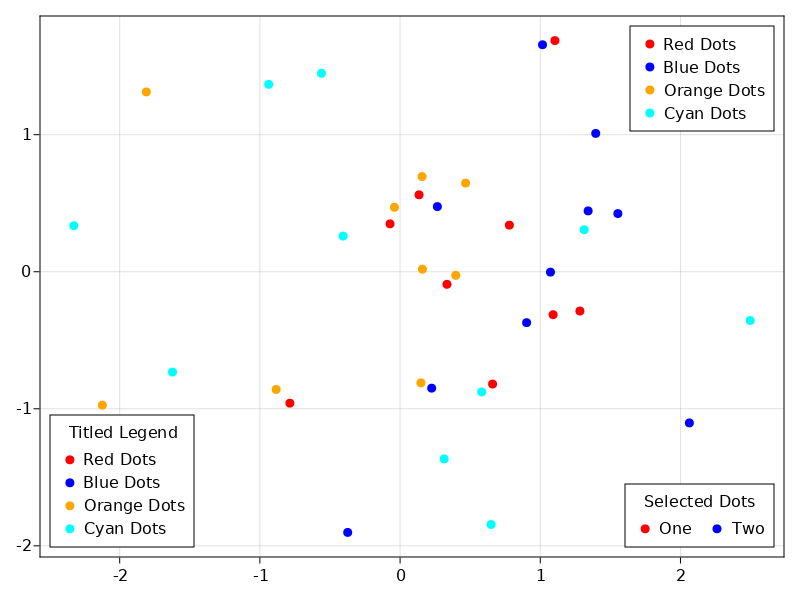 Red Dots
Blue Dots
Orange Dots
Cyan Dots
1
0
-1
-2
Titled Legend
Red Dots
Blue Dots
Orange Dots
Cyan Dots
Selected Dots
One Two
-2 -1 0 1 2